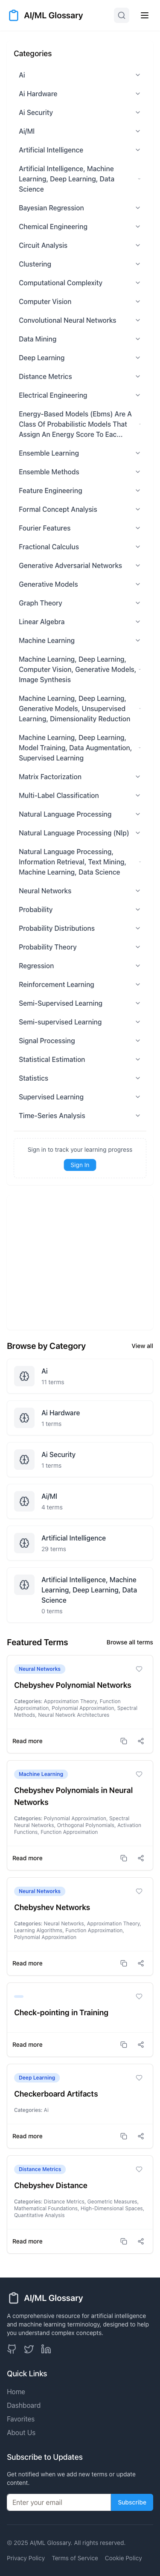 AI/ML Glossary
Categories
Ai
Ai Hardware
Ai Security
Ai/Ml
Artificial Intelligence
Artificial Intelligence, Machine
Learning, Deep Learning, Data
Science
Bayesian Regression
Chemical Engineering
Circuit Analysis
Clustering
Computational Complexity
Computer Vision
Convolutional Neural Networks
Data Mining
Deep Learning
Distance Metrics
Electrical Engineering
Energy-Based Models (Ebms) Are A
Class Of Probabilistic Models That
Assign An Energy Score To Eac...
Ensemble Learning
Ensemble Methods
Feature Engineering
Formal Concept Analysis
Fourier Features
Fractional Calculus
Generative Adversarial Networks
Generative Models
Graph Theory
Linear Algebra
Machine Learning
Machine Learning, Deep Learning,
Computer Vision, Generative Models,
Image Synthesis
Machine Learning, Deep Learning,
Generative Models, Unsupervised
Learning, Dimensionality Reduction
Machine Learning, Deep Learning,
Model Training, Data Augmentation,
Supervised Learning
Matrix Factorization
Multi-Label Classification
Natural Language Processing
Natural Language Processing (Nlp)
Natural Language Processing,
Information Retrieval, Text Mining,
Machine Learning, Data Science
Neural Networks
Probability
Probability Distributions
Probability Theory
Regression
Reinforcement Learning
Semi-Supervised Learning
Semi-supervised Learning
Signal Processing
Statistical Estimation
Statistics
Supervised Learning
Time-Series Analysis
Sign in to track your learning progress
Sign In
Browse by Category View all
Ai
11 terms
Ai Hardware
1 terms
Ai Security
1 terms
Ai/Ml
4 terms
Artificial Intelligence
29 terms
Artificial Intelligence, Machine
Learning, Deep Learning, Data
Science
0 terms
Featured Terms Browse all terms
Neural Networks
Chebyshev Polynomial Networks
Categories: Approximation Theory, Function
Approximation, Polynomial Approximation, Spectral
Methods, Neural Network Architectures
Read more
Machine Learning
Chebyshev Polynomials in Neural
Networks
Categories: Polynomial Approximation, Spectral
Neural Networks, Orthogonal Polynomials, Activation
Functions, Function Approximation
Read more
Neural Networks
Chebyshev Networks
Categories: Neural Networks, Approximation Theory,
Learning Algorithms, Function Approximation,
Polynomial Approximation
Read more
Check-pointing in Training
Read more
Deep Learning
Checkerboard Artifacts
Categories: Ai
Read more
Distance Metrics
Chebyshev Distance
Categories: Distance Metrics, Geometric Measures,
Mathematical Foundations, High-Dimensional Spaces,
Quantitative Analysis
Read more
AI/ML Glossary
A comprehensive resource for artificial intelligence
and machine learning terminology, designed to help
you understand complex concepts.
Quick Links
Home
Dashboard
Favorites
About Us
Subscribe to Updates
Get notified when we add new terms or update
content.
Enter your email Subscribe
© 2025 AI/ML Glossary. All rights reserved.
Privacy Policy Terms of Service Cookie Policy